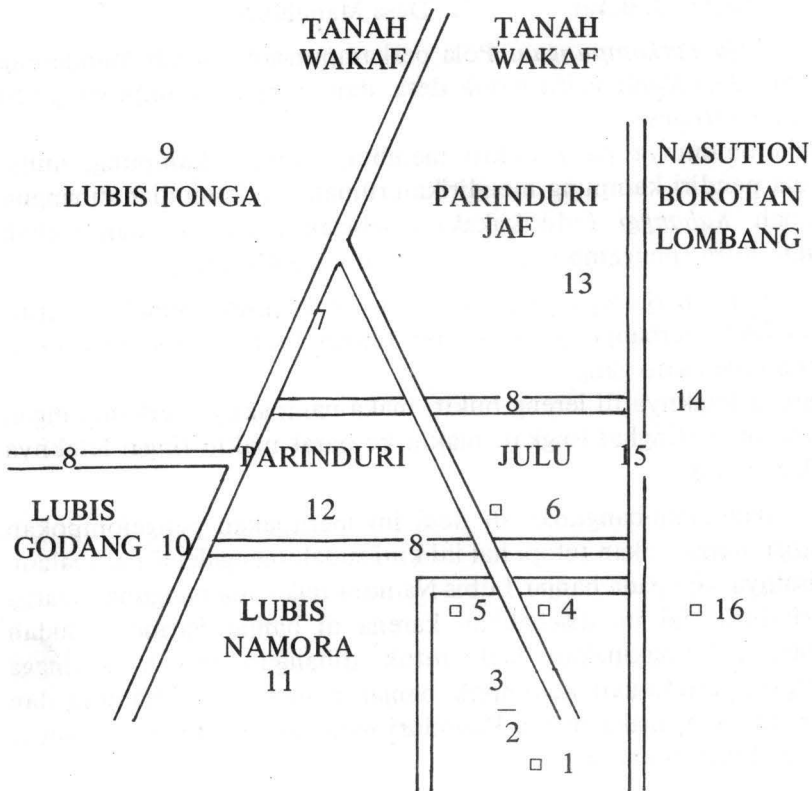 TANAH
WAKAF
TANAH
WAKAF
9
LUBIS TONGA
PARINDURI
JAE
NASUTION
BOROTAN
LOMBANG
13
7
8
14
8
PARINDURI
JULU
15
LUBIS
GODANG
10
12
6
8
LUBIS
NAMORA
11
5
4
16
3
2
1